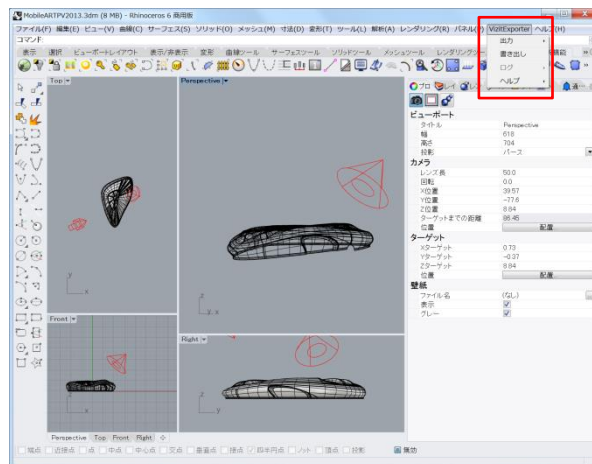 MobileARTPV2013.3dm (8 MB) - Rhinoceros 6 商用版
ファイル(F) 編集(E) ビュー(V) 曲線(C) サーフェス(S) ソリッド(O) メッシュ(M) 寸法(D) 変形(T) ツール(L) 解析(A) レンダリング(R) パネル(P) VizitExporter ヘルプ(H)
コマンド:
出力
書き出し
ログ
ヘルプ
表示 選択 ビューポートレイアウト 表示/非表示 変形 曲線ツール サーフェスツール ソリッドツール メッシュツール レンダリングツール
Top
Perspective
プロ レイ
ビューポート
タイトル Perspective
幅 618
高さ 704
投影 パース
カメラ
レンズ長 50.0
回転 0.0
X位置 39.57
Y位置 -77.6
Z位置 8.84
ターゲットまでの距離 86.45
位置 配置...
ターゲット
Xターゲット 0.73
Yターゲット -0.37
Zターゲット 8.84
位置 配置...
壁紙
ファイル名 (なし)
表示
グレー
y
x
z
y.x
Front
Right
z
x
z
y
Perspective Top Front Right
端点 近接点 点 中点 中心点 交点 垂直点 接点 四半円点 ノット 頂点 投影 無効